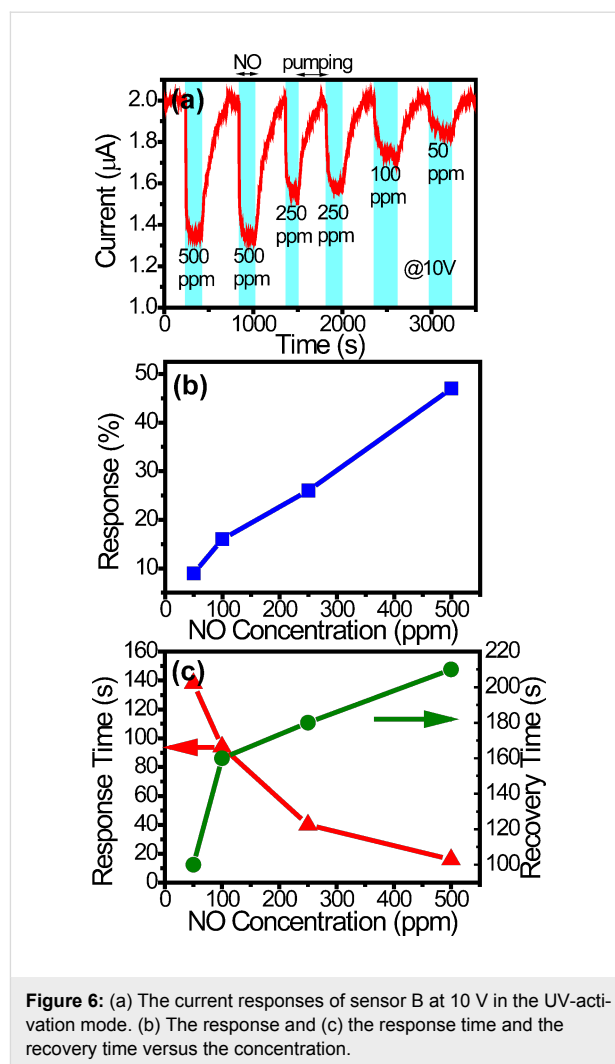 NO pumping
(a)
2.0
1.8
1.6
1.4
1.2
1.0
Current (μA)
500 ppm
500 ppm
250 ppm
250 ppm
100 ppm
50 ppm
@10V
0 1000 2000 3000
Time (s)
(b)
50
40
30
20
10
Response (%)
0 100 200 300 400 500
NO Concentration (ppm)
(c)
160
140
120
100
80
60
40
20
0
Response Time (s)
220
200
180
160
140
120
100
Recovery Time (s)
0 100 200 300 400 500
NO Concentration (ppm)
Figure 6: (a) The current responses of sensor B at 10 V in the UV-acti-
vation mode. (b) The response and (c) the response time and the
recovery time versus the concentration.